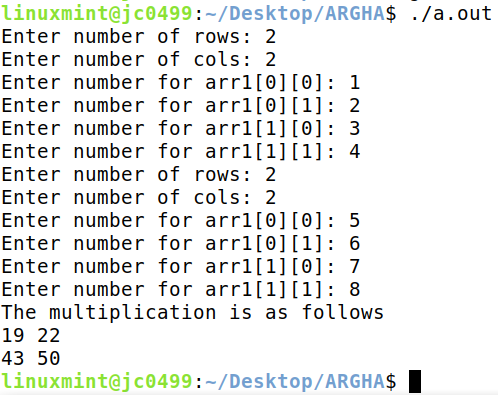 linuxmint@jc0499:~/Desktop/ARGHA$ ./a.out
Enter number of rows: 2
Enter number of cols: 2
Enter number for arr1[0][0]: 1
Enter number for arr1[0][1]: 2
Enter number for arr1[1][0]: 3
Enter number for arr1[1][1]: 4
Enter number of rows: 2
Enter number of cols: 2
Enter number for arr1[0][0]: 5
Enter number for arr1[0][1]: 6
Enter number for arr1[1][0]: 7
Enter number for arr1[1][1]: 8
The multiplication is as follows
19 22
43 50
linuxmint@jc0499:~/Desktop/ARGHA$